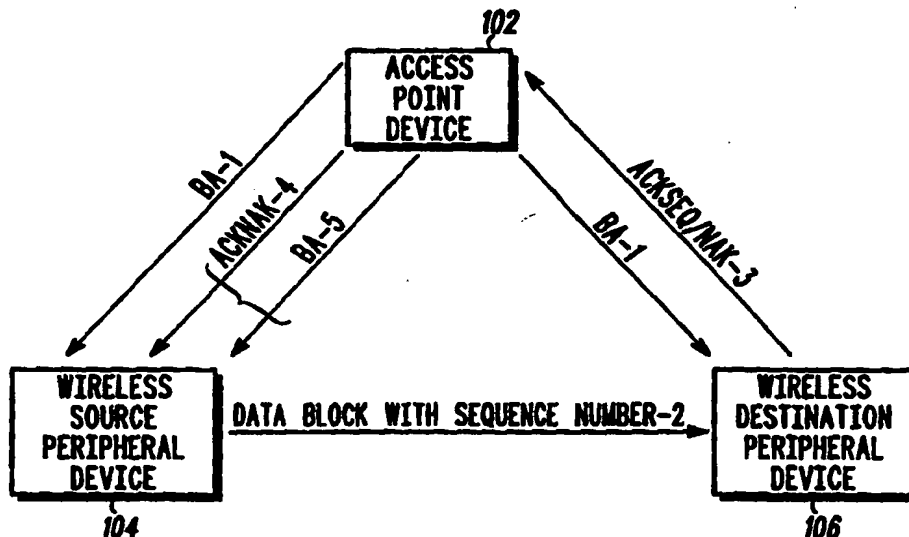 102
ACCESS
POINT
DEVICE
BA-1
ACKNAK-4
BA-5
BA-1
ACKSEQ/NAK-3
WIRELESS
SOURCE
PERIPHERAL
DEVICE
104
DATA BLOCK WITH SEQUENCE NUMBER-2
WIRELESS
DESTINATION
PERIPHERAL
DEVICE
106